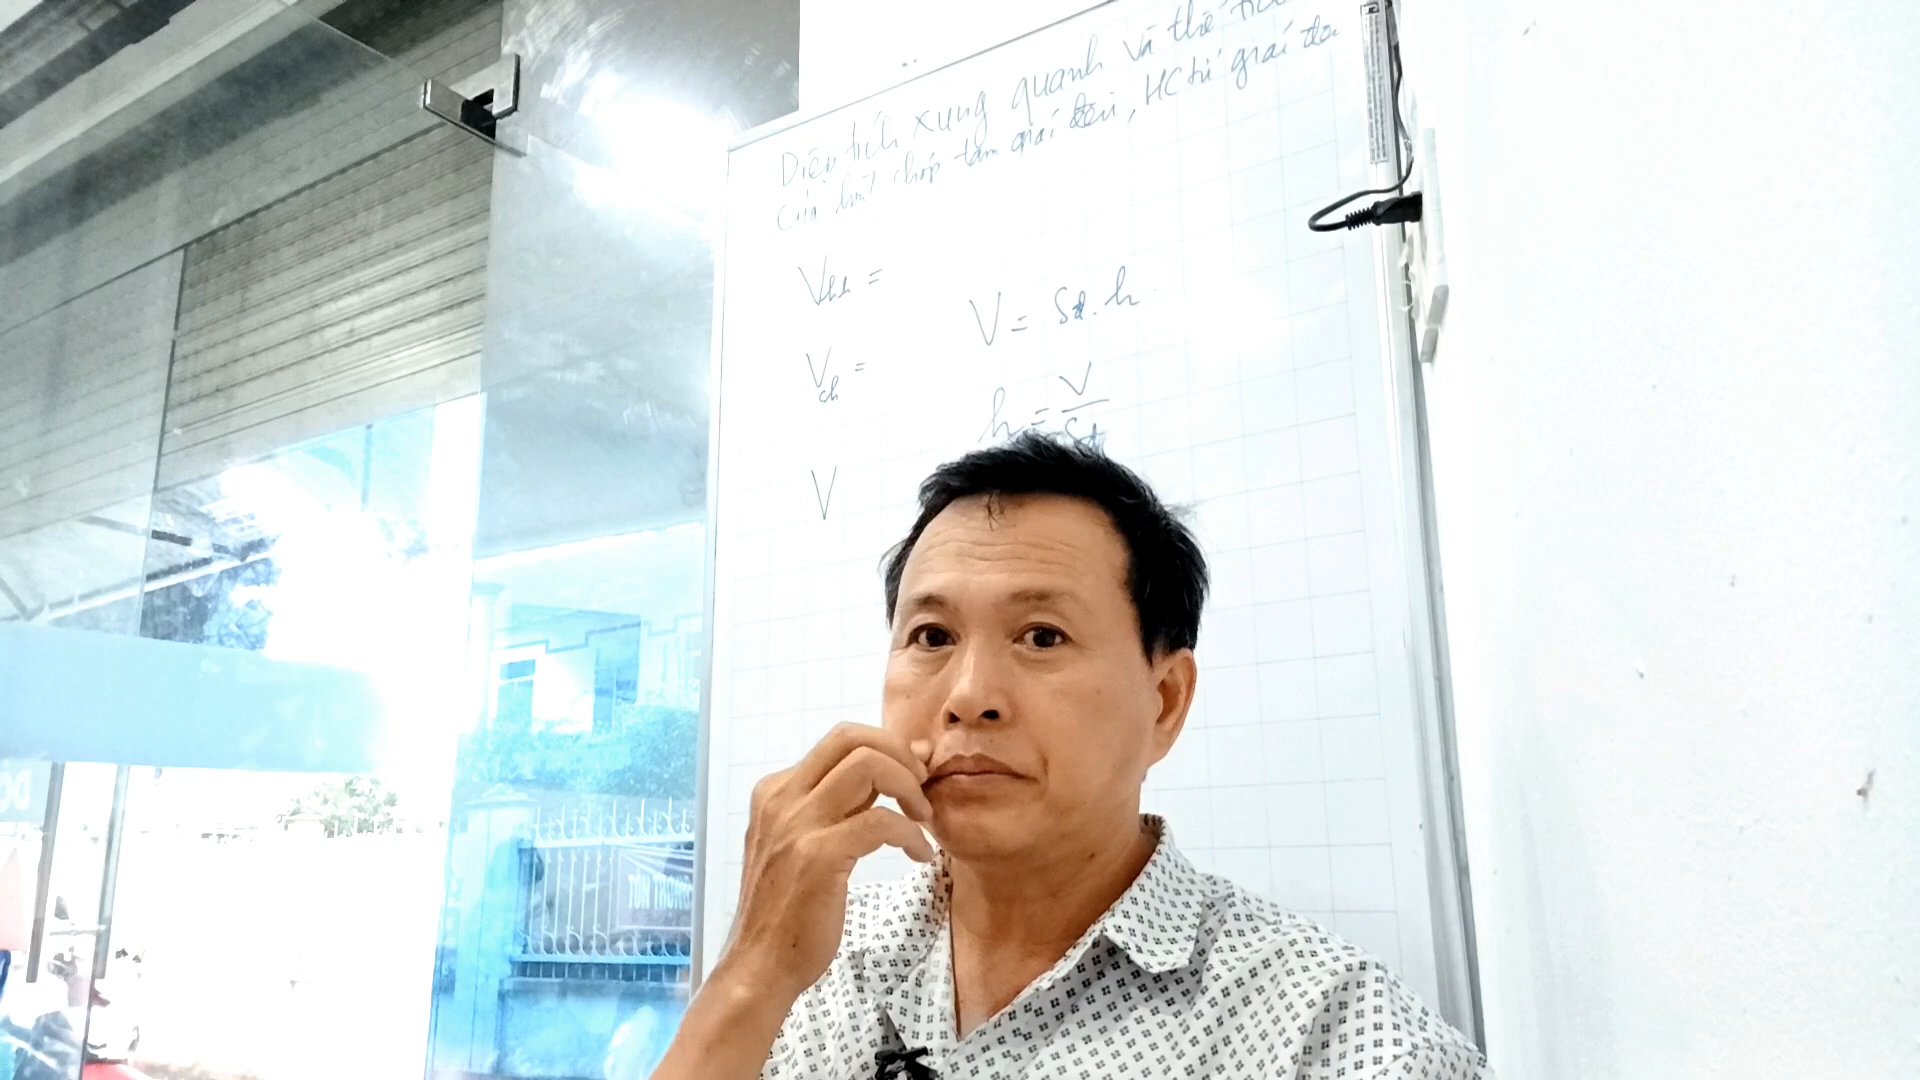 Diện tích xung quanh và thể tích
của hình chóp tam giác đều, HC tứ giác đều
V =
V = Sđ.h
Vch =
h = V
Sđ
V